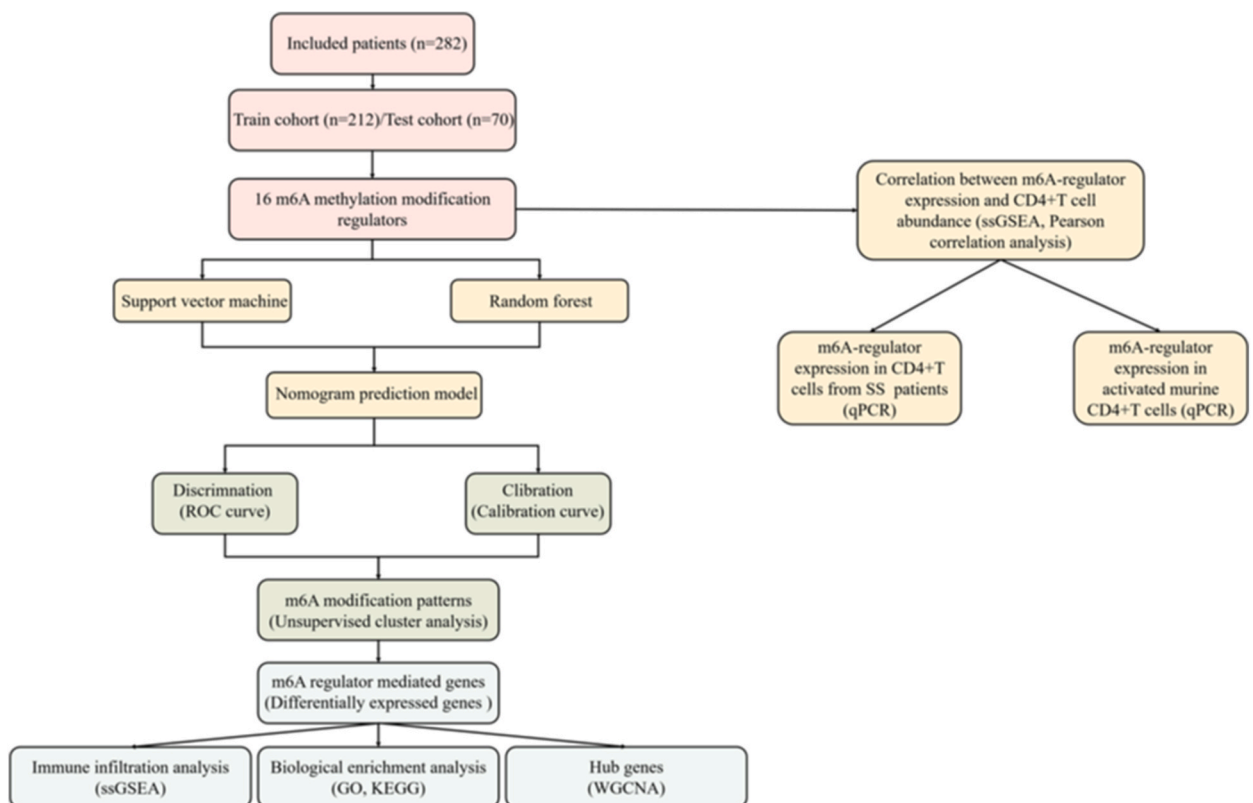 Included patients (n=282)
Train cohort (n=212)/Test cohort (n=70)
16 m6A methylation modification
regulators
Correlation between m6A-regulator
expression and CD4+T cell
abundance (ssGSEA, Pearson
correlation analysis)
Support vector machine
Random forest
m6A-regulator
expression in CD4+T
cells from SS patients
(qPCR)
m6A-regulator
expression in
activated murine
CD4+T cells (qPCR)
Nomogram prediction model
Discrimnation
(ROC curve)
Clibration
(Calibration curve)
m6A modification patterns
(Unsupervised cluster analysis)
m6A regulator mediated genes
(Differentially expressed genes )
Immune infiltration analysis
(ssGSEA)
Biological enrichment analysis
(GO, KEGG)
Hub genes
(WGCNA)